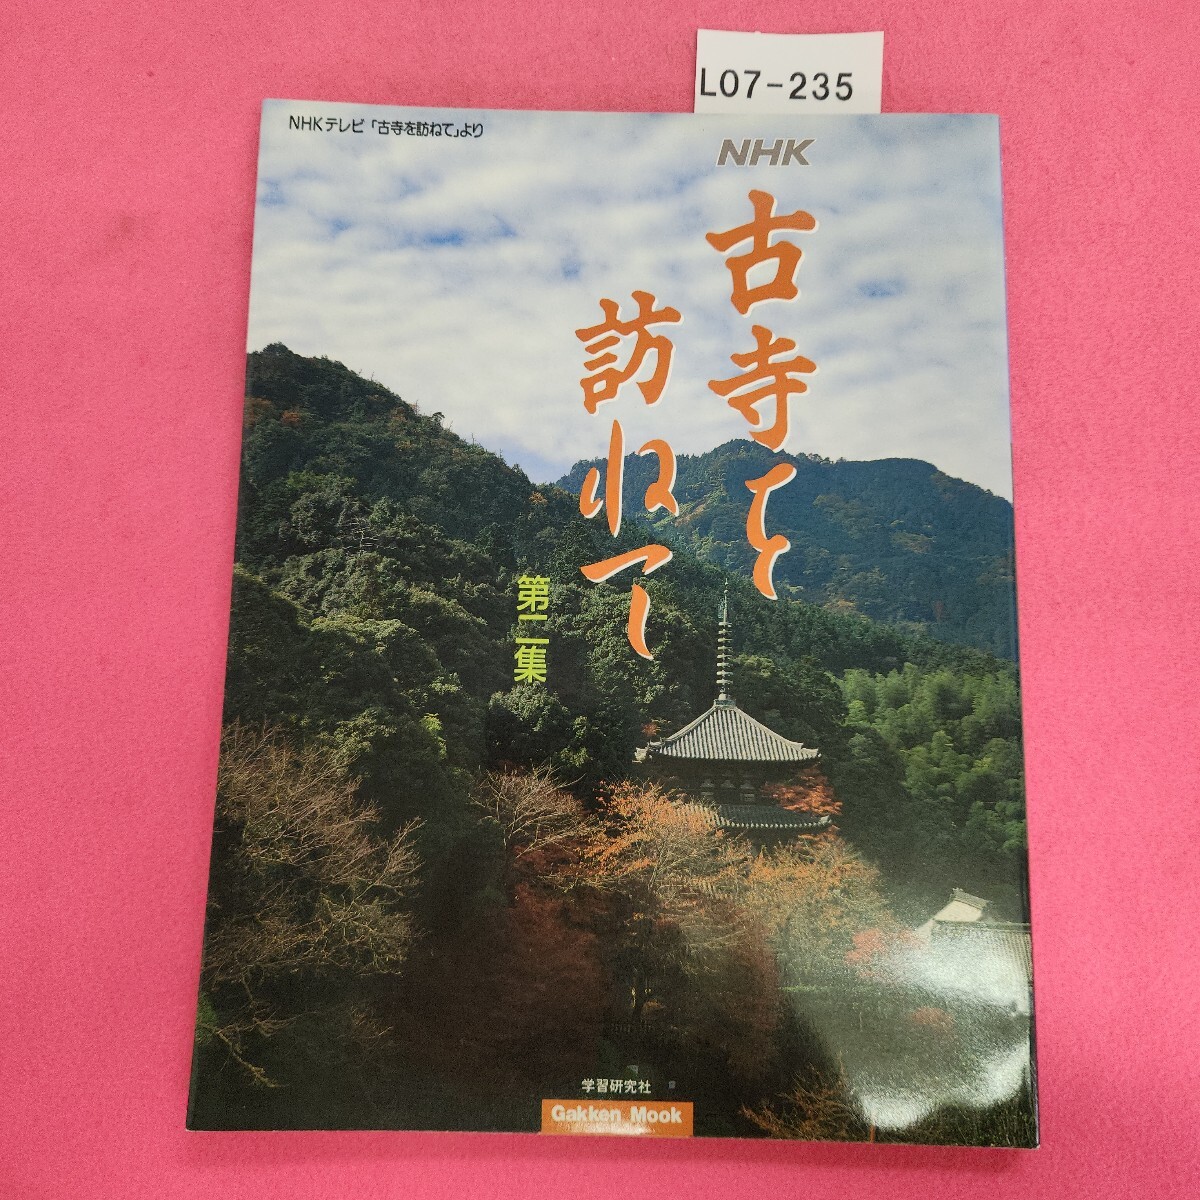 L07-235
NHKテレビ「古寺を訪ねて」より
NHK
古寺を
訪ねて
第二集
学習研究社
Gakken Mook